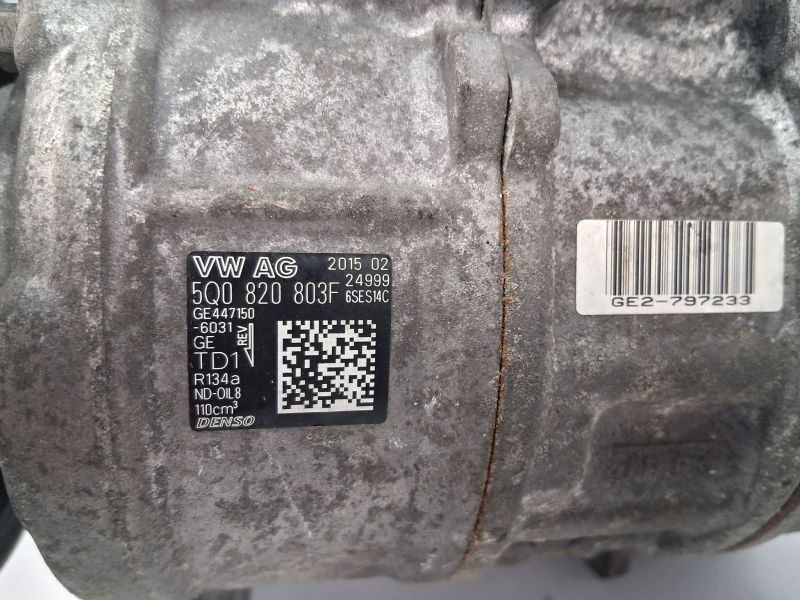 VW AG 2015 02
24999
5Q0 820 803F 6SES14C
GE447150
-6031
GE REV
TD1
R134a
ND-OIL8
110cm³
DENSO
GE2-797233